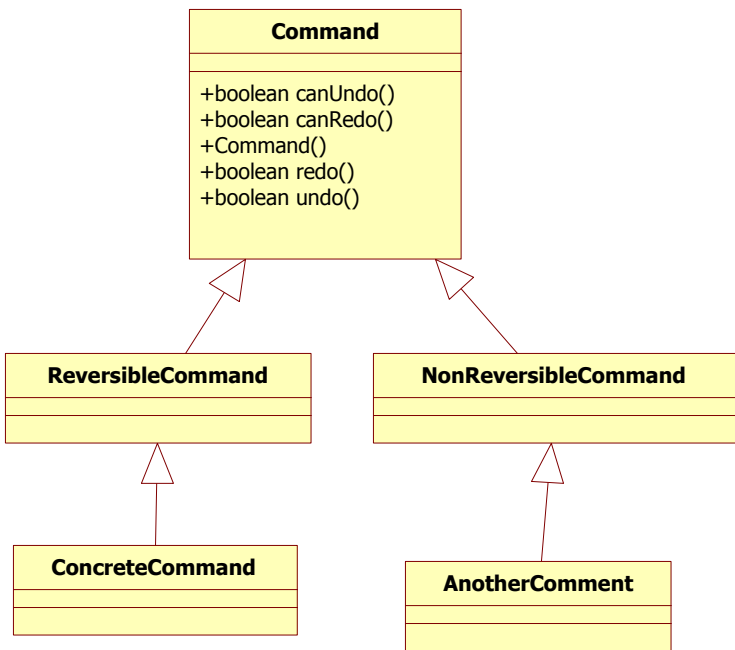 Command
+boolean canUndo()
+boolean canRedo()
+Command()
+boolean redo()
+boolean undo()
ReversibleCommand
NonReversibleCommand
ConcreteCommand
AnotherComment